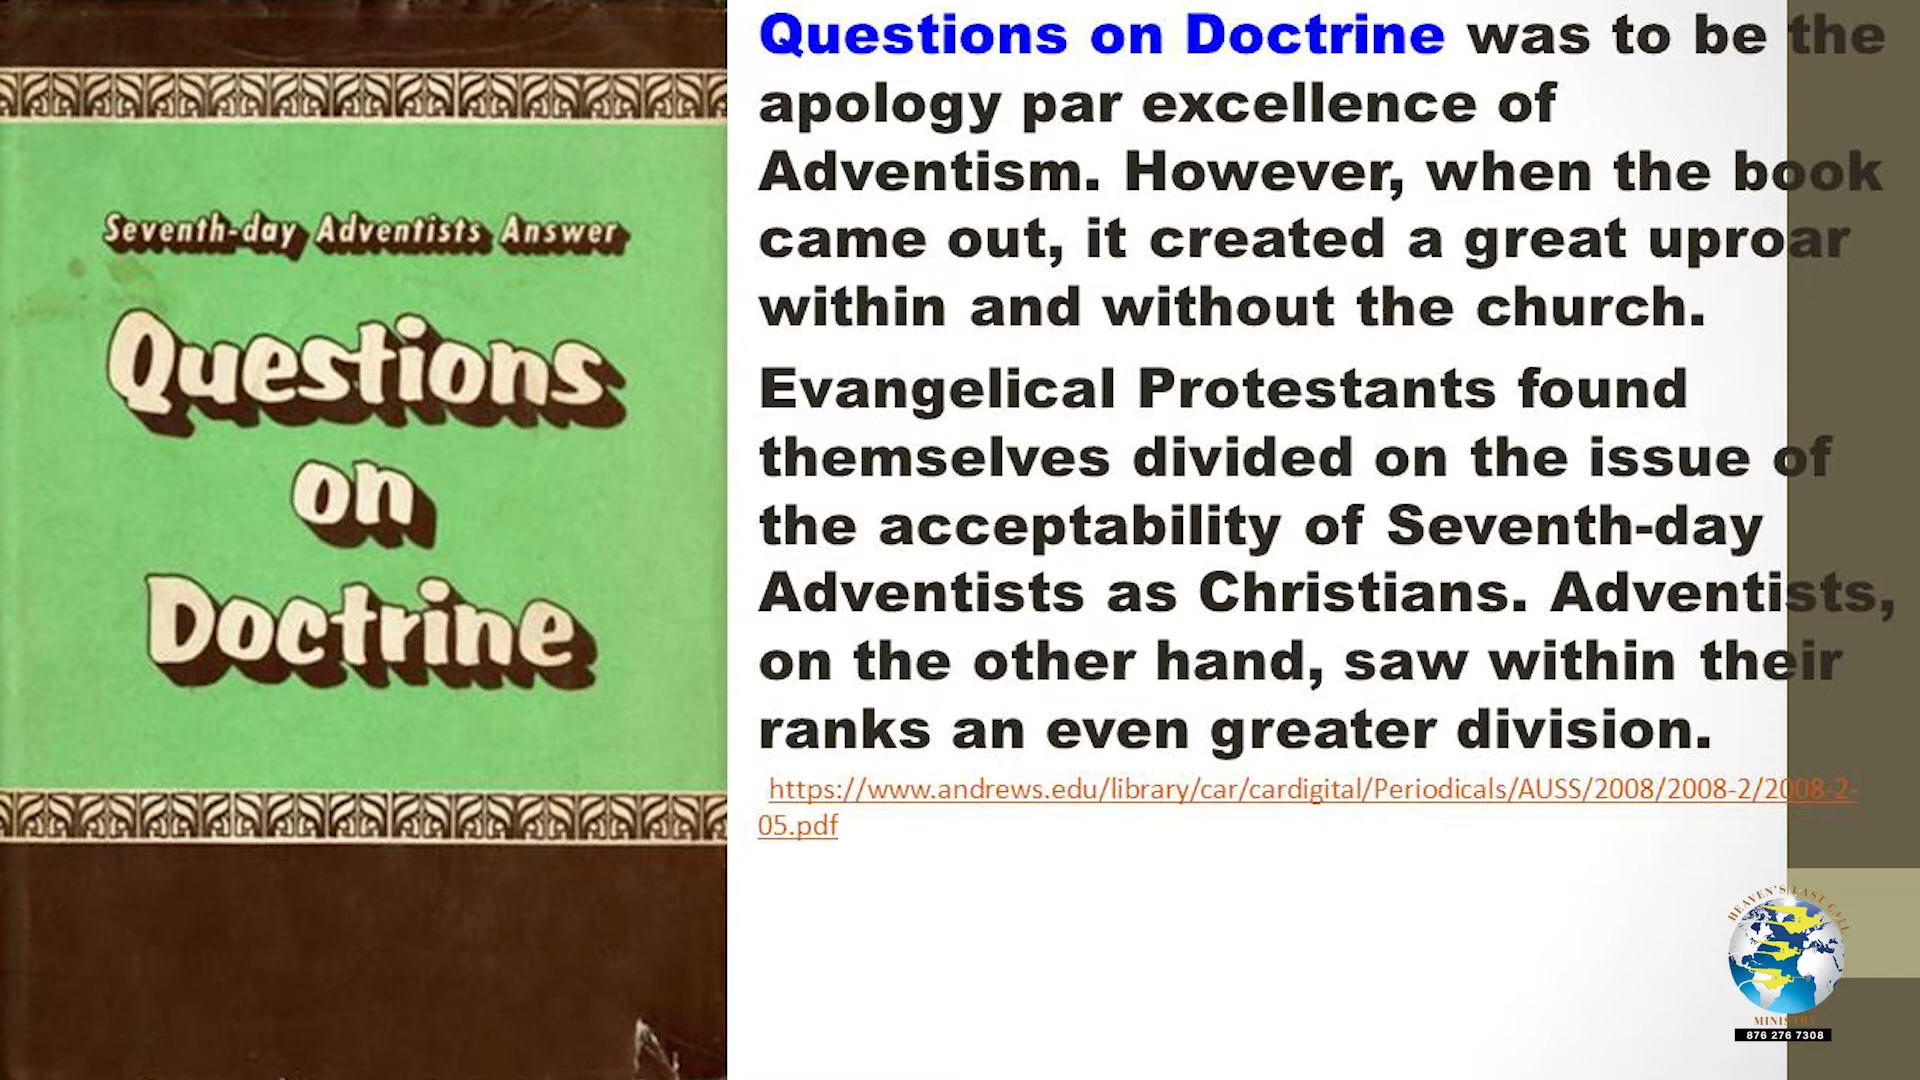 Seventh-day Adventists Answer
Questions
on
Doctrine
Questions on Doctrine was to be the
apology par excellence of
Adventism. However, when the book
came out, it created a great uproar
within and without the church.
Evangelical Protestants found
themselves divided on the issue of
the acceptability of Seventh-day
Adventists as Christians. Adventists,
on the other hand, saw within their
ranks an even greater division.
https://www.andrews.edu/library/car/cardigital/Periodicals/AUSS/2008/2008-2/2008-2-
05.pdf
HEAVEN'S LAST CALL
MINISTRY
876 276 7308